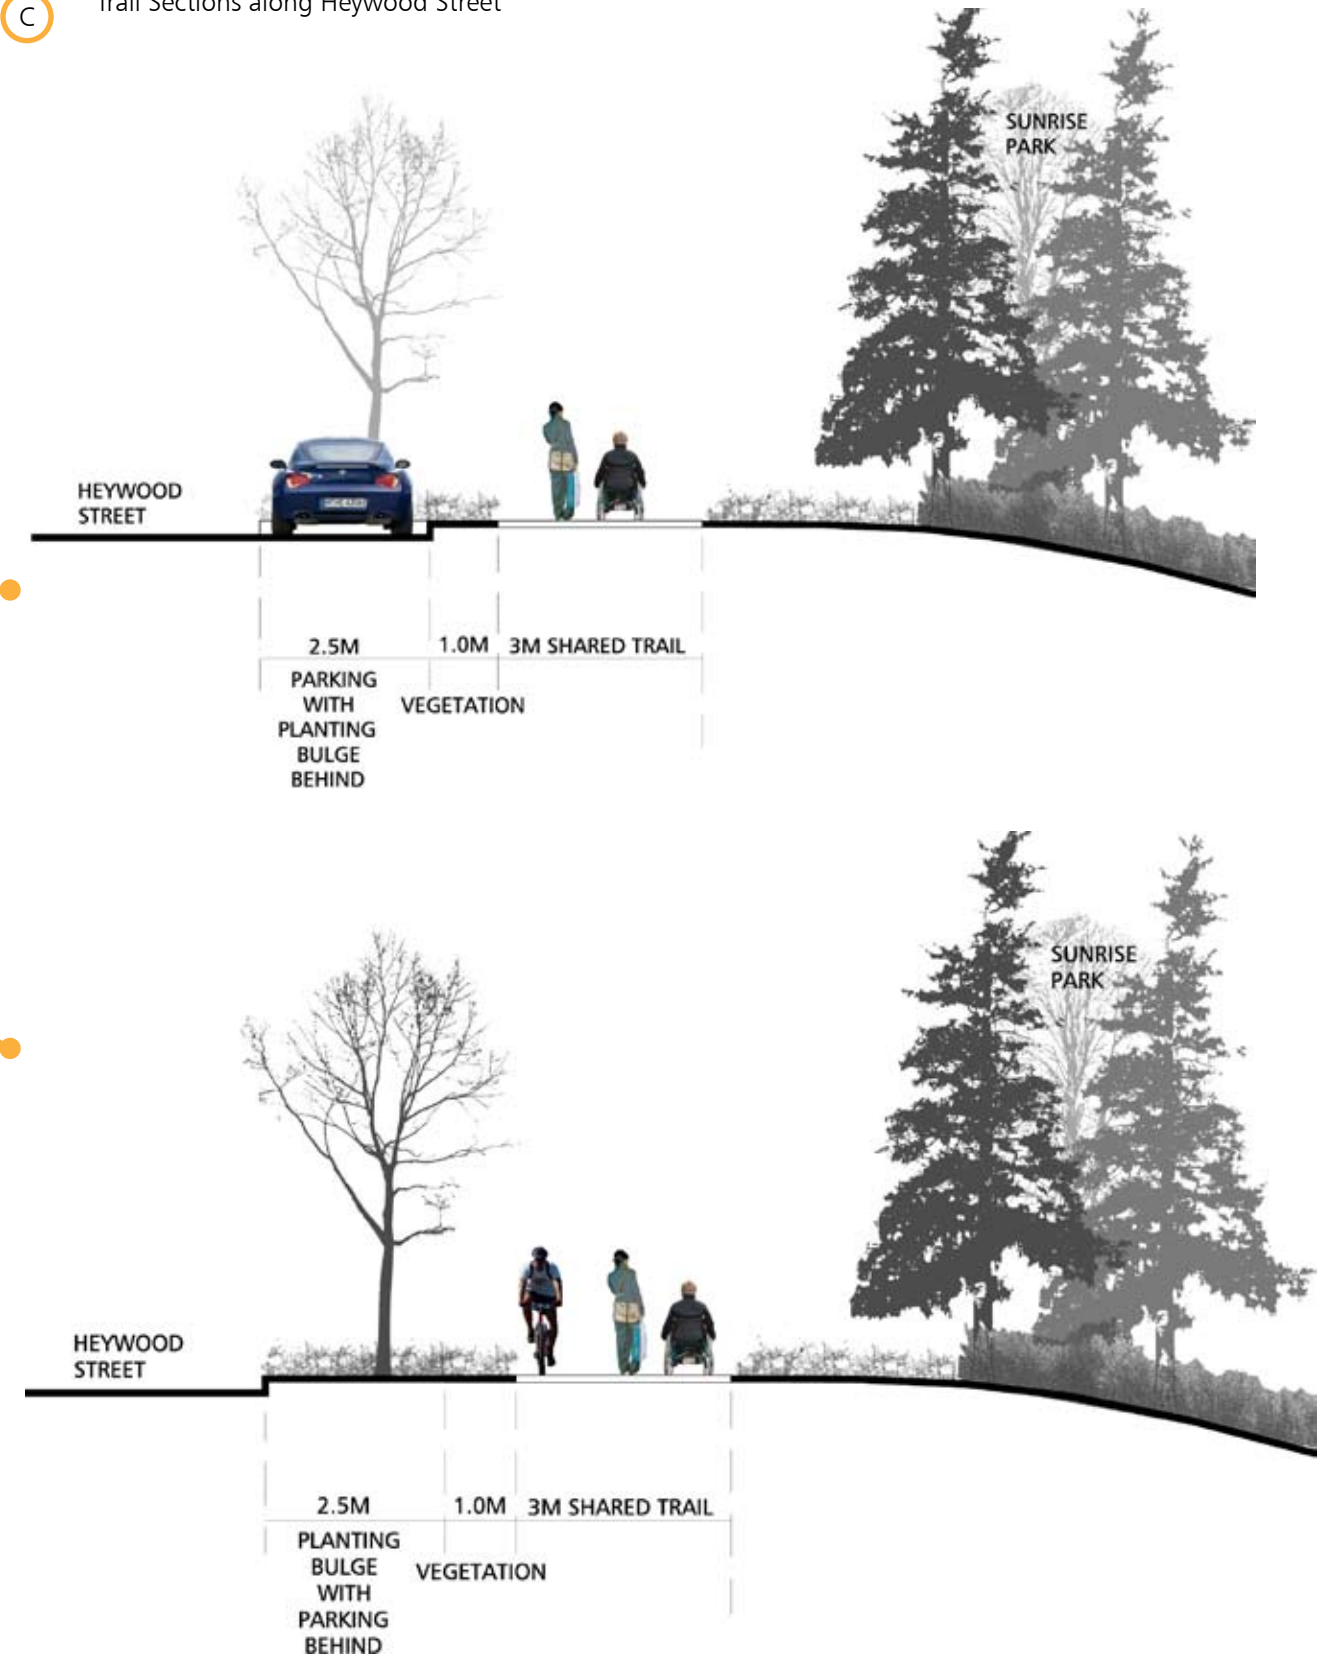 C
Trail Sections along Heywood Street
SUNRISE
PARK
HEYWOOD
STREET
2.5M
1.0M
3M SHARED TRAIL
PARKING
WITH
PLANTING
BULGE
BEHIND
VEGETATION
SUNRISE
PARK
HEYWOOD
STREET
2.5M
1.0M
3M SHARED TRAIL
PLANTING
BULGE
WITH
PARKING
BEHIND
VEGETATION